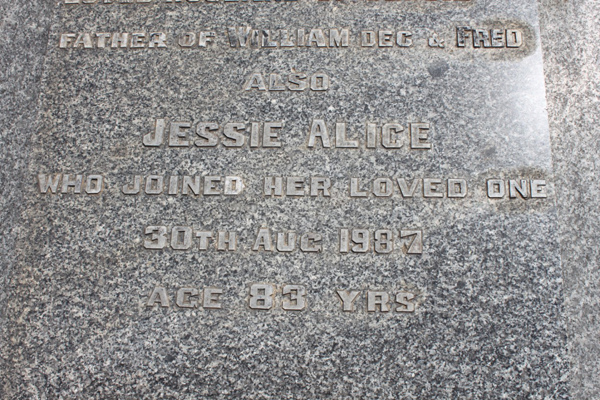 FATHER OF WILLIAM DEC & FRED
ALSO
JESSIE ALICE
WHO JOINED HER LOVED ONE
30TH AUG 1987
AGE 83 YRS